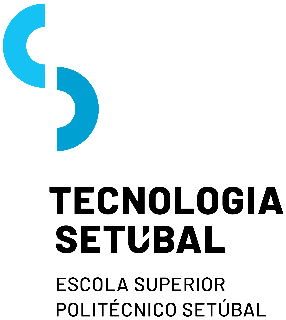 TECNOLOGIA
SETÚBAL
ESCOLA SUPERIOR
POLITÉCNICO SETÚBAL